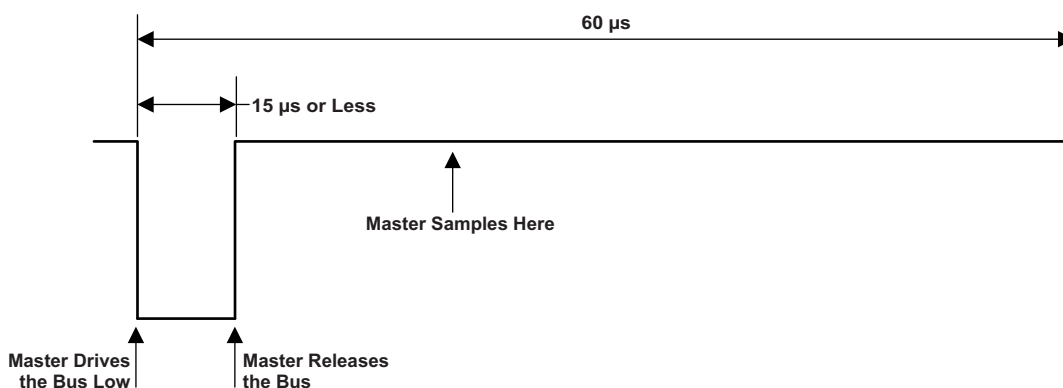 60 µs
15 µs or Less
Master Samples Here
Master Drives
the Bus Low
Master Releases
the Bus